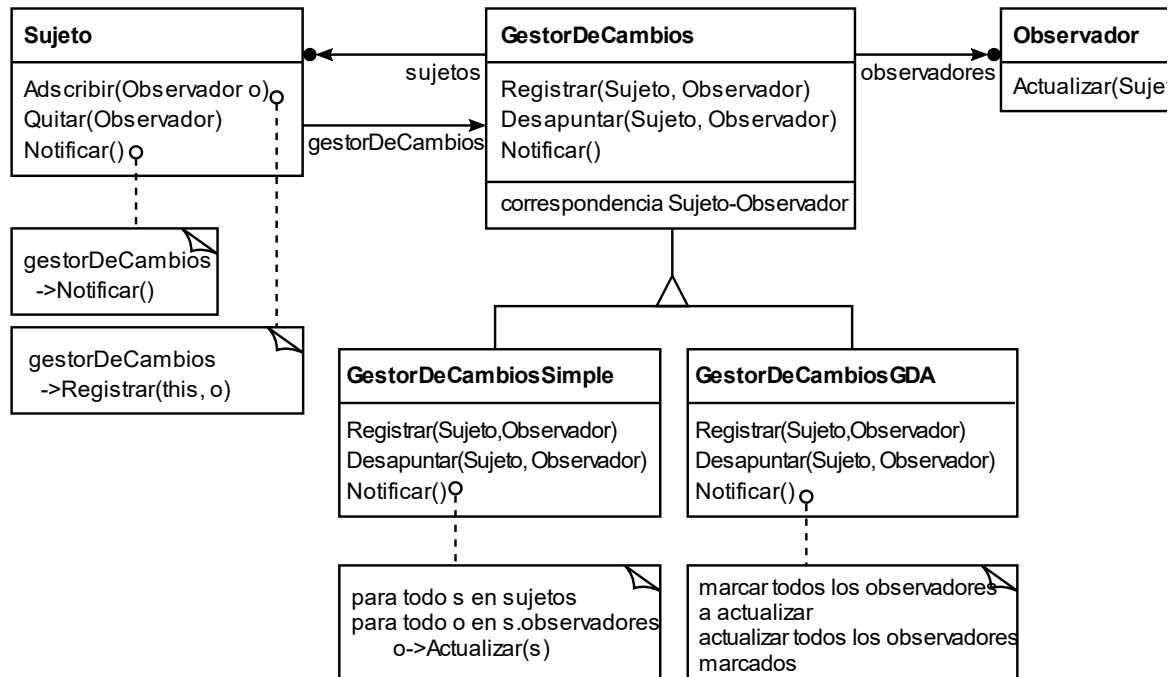 Sujeto
Adscribir(Observador o)
Quitar(Observador)
Notificar()
sujetos
gestorDeCambios
GestorDeCambios
Registrar(Sujeto, Observador)
Desapuntar(Sujeto, Observador)
Notificar()
correspondencia Sujeto-Observador
observadores
Observador
Actualizar(Sujet
gestorDeCambios
->Notificar()
gestorDeCambios
->Registrar(this, o)
GestorDeCambiosSimple
Registrar(Sujeto,Observador)
Desapuntar(Sujeto, Observador)
Notificar()
GestorDeCambiosGDA
Registrar(Sujeto,Observador)
Desapuntar(Sujeto, Observador)
Notificar()
para todo s en sujetos
para todo o en s.observadores
o->Actualizar(s)
marcar todos los observadores
a actualizar
actualizar todos los observadores
marcados